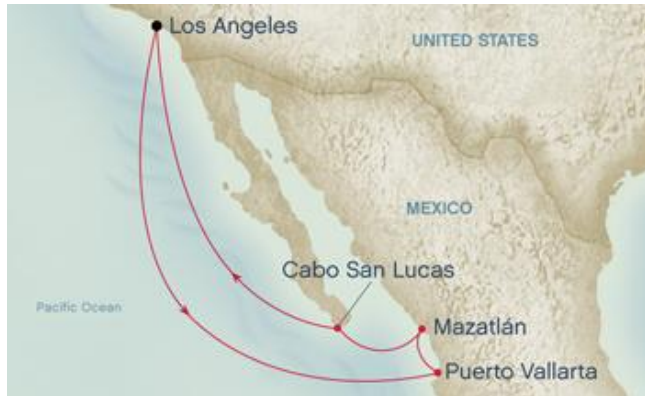 Los Angeles
UNITED STATES
MEXICO
Cabo San Lucas
Pacific Ocean
Mazatlán
Puerto Vallarta